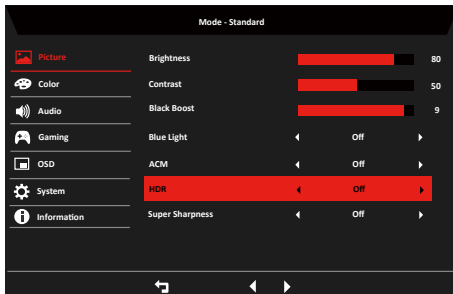 Mode - Standard
Picture
Brightness 80
Color
Contrast 50
Audio
Black Boost 9
Gaming
Blue Light Off
OSD
ACM Off
System
HDR Off
Information
Super Sharpness Off